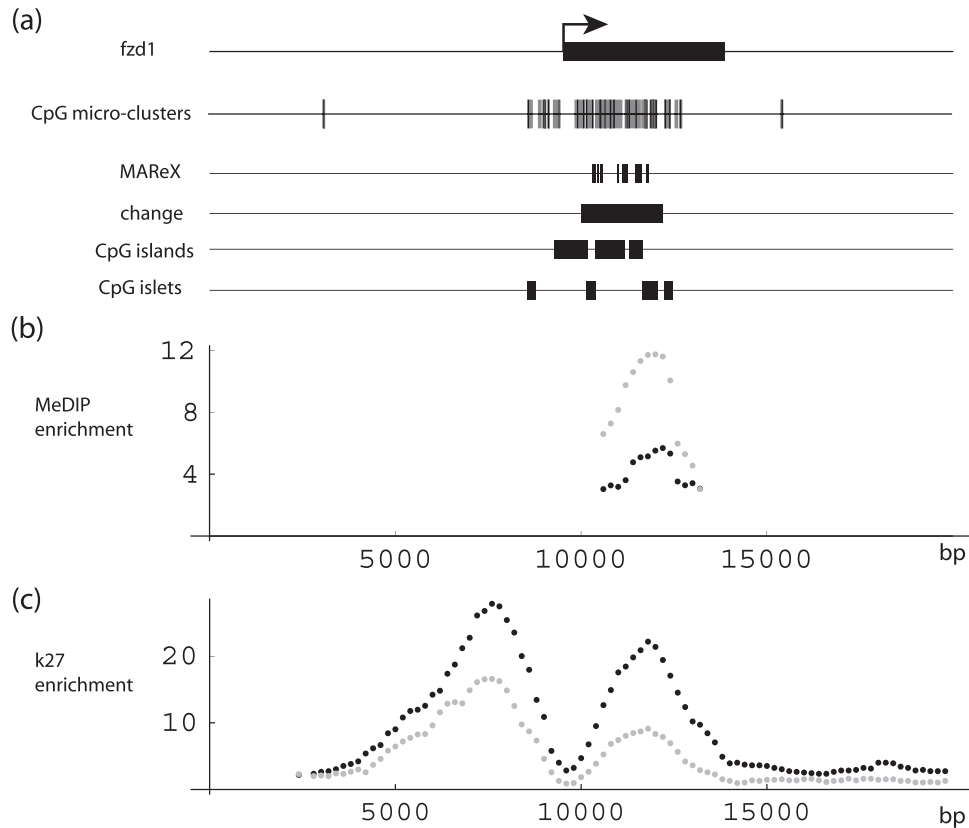 (a)
fzd1
CpG micro-clusters
MAReX
change
CpG islands
CpG islets
(b)
MeDIP
enrichment
12
8
4
5000 10000 15000 bp
(c)
k27
enrichment
20
10
5000 10000 15000 bp